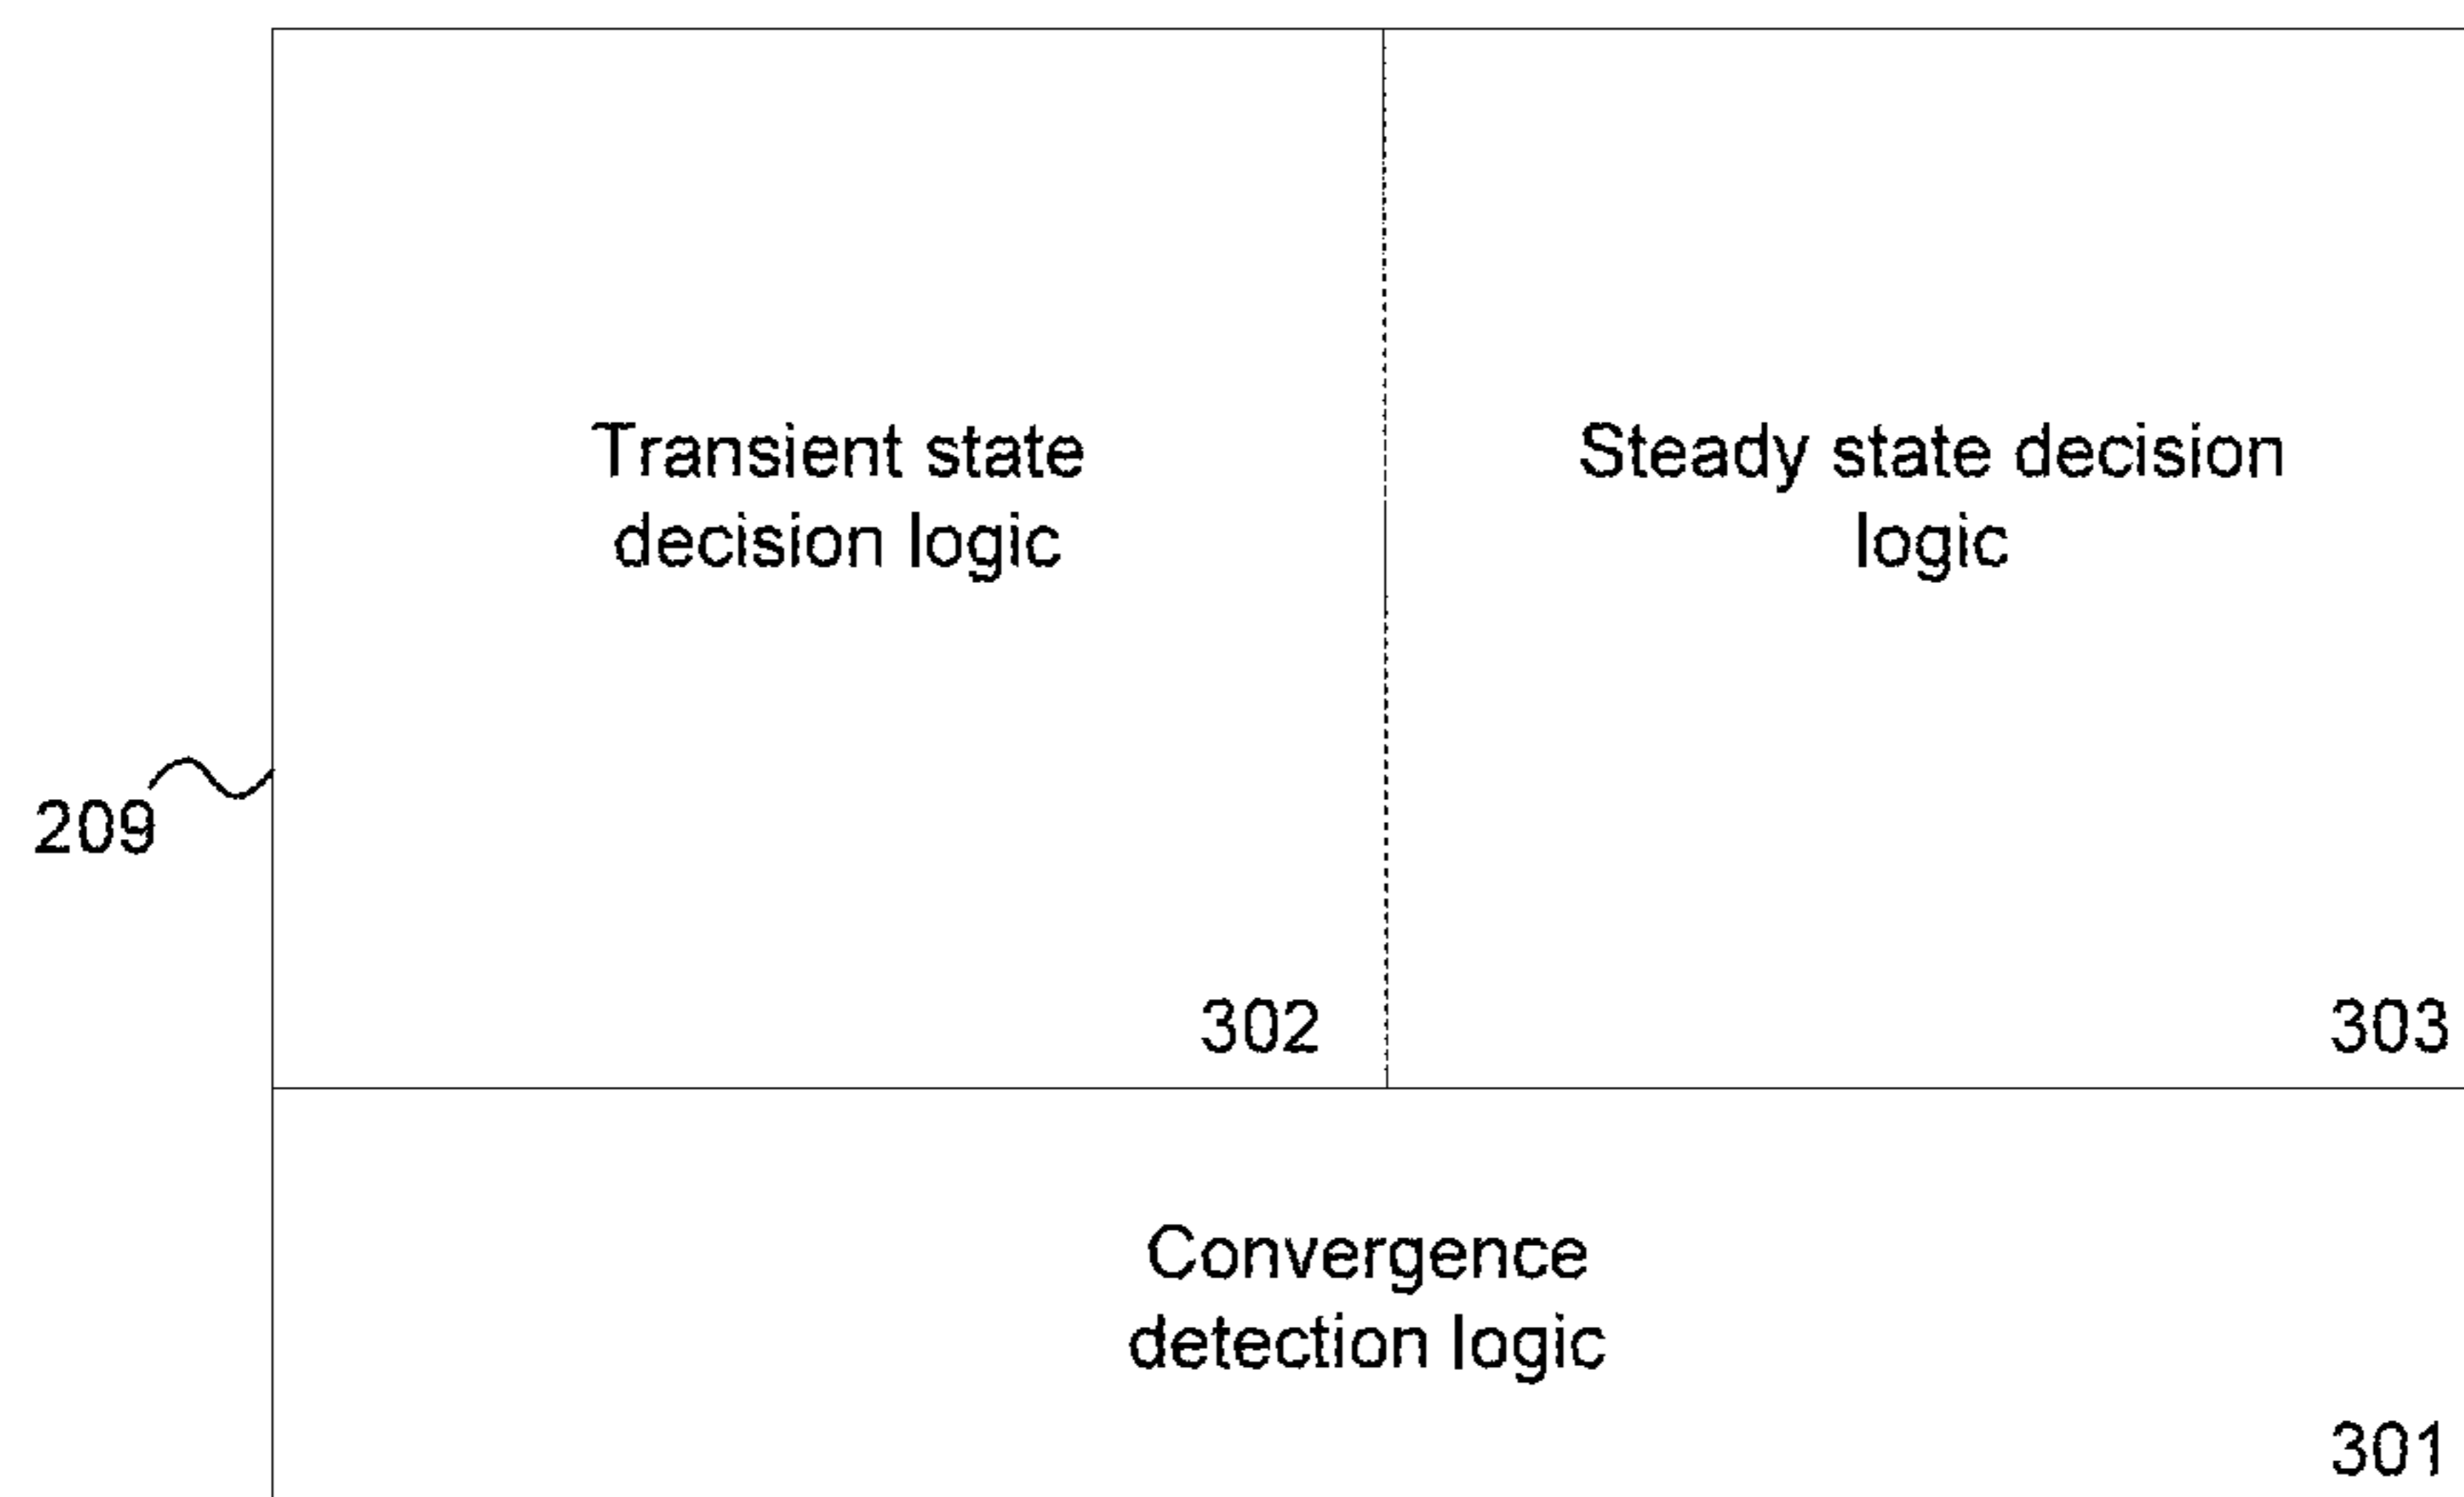 Transient state
decision logic
Steady state decision
logic
209
302
303
Convergence
detection logic
301